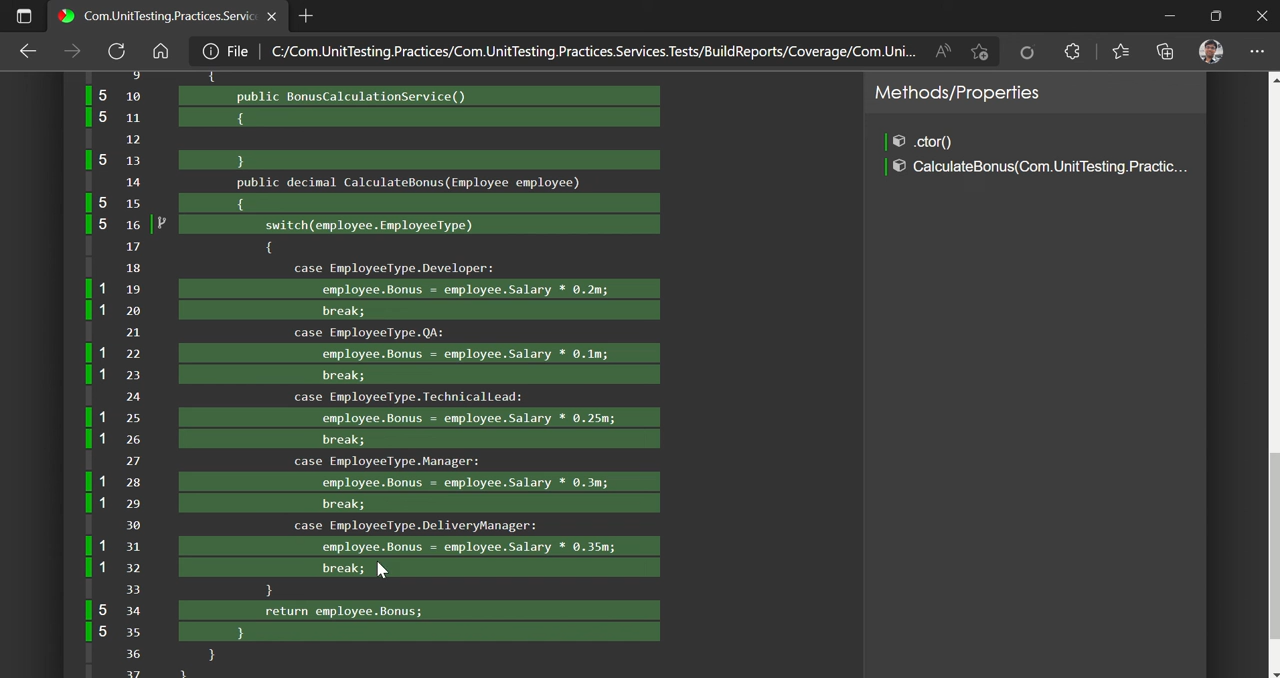 Com.UnitTesting.Practices.Service
File C:/Com.UnitTesting.Practices/Com.UnitTesting.Practices.Services.Tests/BuildReports/Coverage/Com.Uni...
9 {
5 10 public BonusCalculationService()
5 11 {
12
5 13 }
14 public decimal CalculateBonus(Employee employee)
5 15 {
5 16 switch(employee.EmployeeType)
17 {
18 case EmployeeType.Developer:
1 19 employee.Bonus = employee.Salary * 0.2m;
1 20 break;
21 case EmployeeType.QA:
1 22 employee.Bonus = employee.Salary * 0.1m;
1 23 break;
24 case EmployeeType.TechnicalLead:
1 25 employee.Bonus = employee.Salary * 0.25m;
1 26 break;
27 case EmployeeType.Manager:
1 28 employee.Bonus = employee.Salary * 0.3m;
1 29 break;
30 case EmployeeType.DeliveryManager:
1 31 employee.Bonus = employee.Salary * 0.35m;
1 32 break;
33 }
5 34 return employee.Bonus;
5 35 }
36 }
37 }
Methods/Properties
.ctor()
CalculateBonus(Com.UnitTesting.Practic...